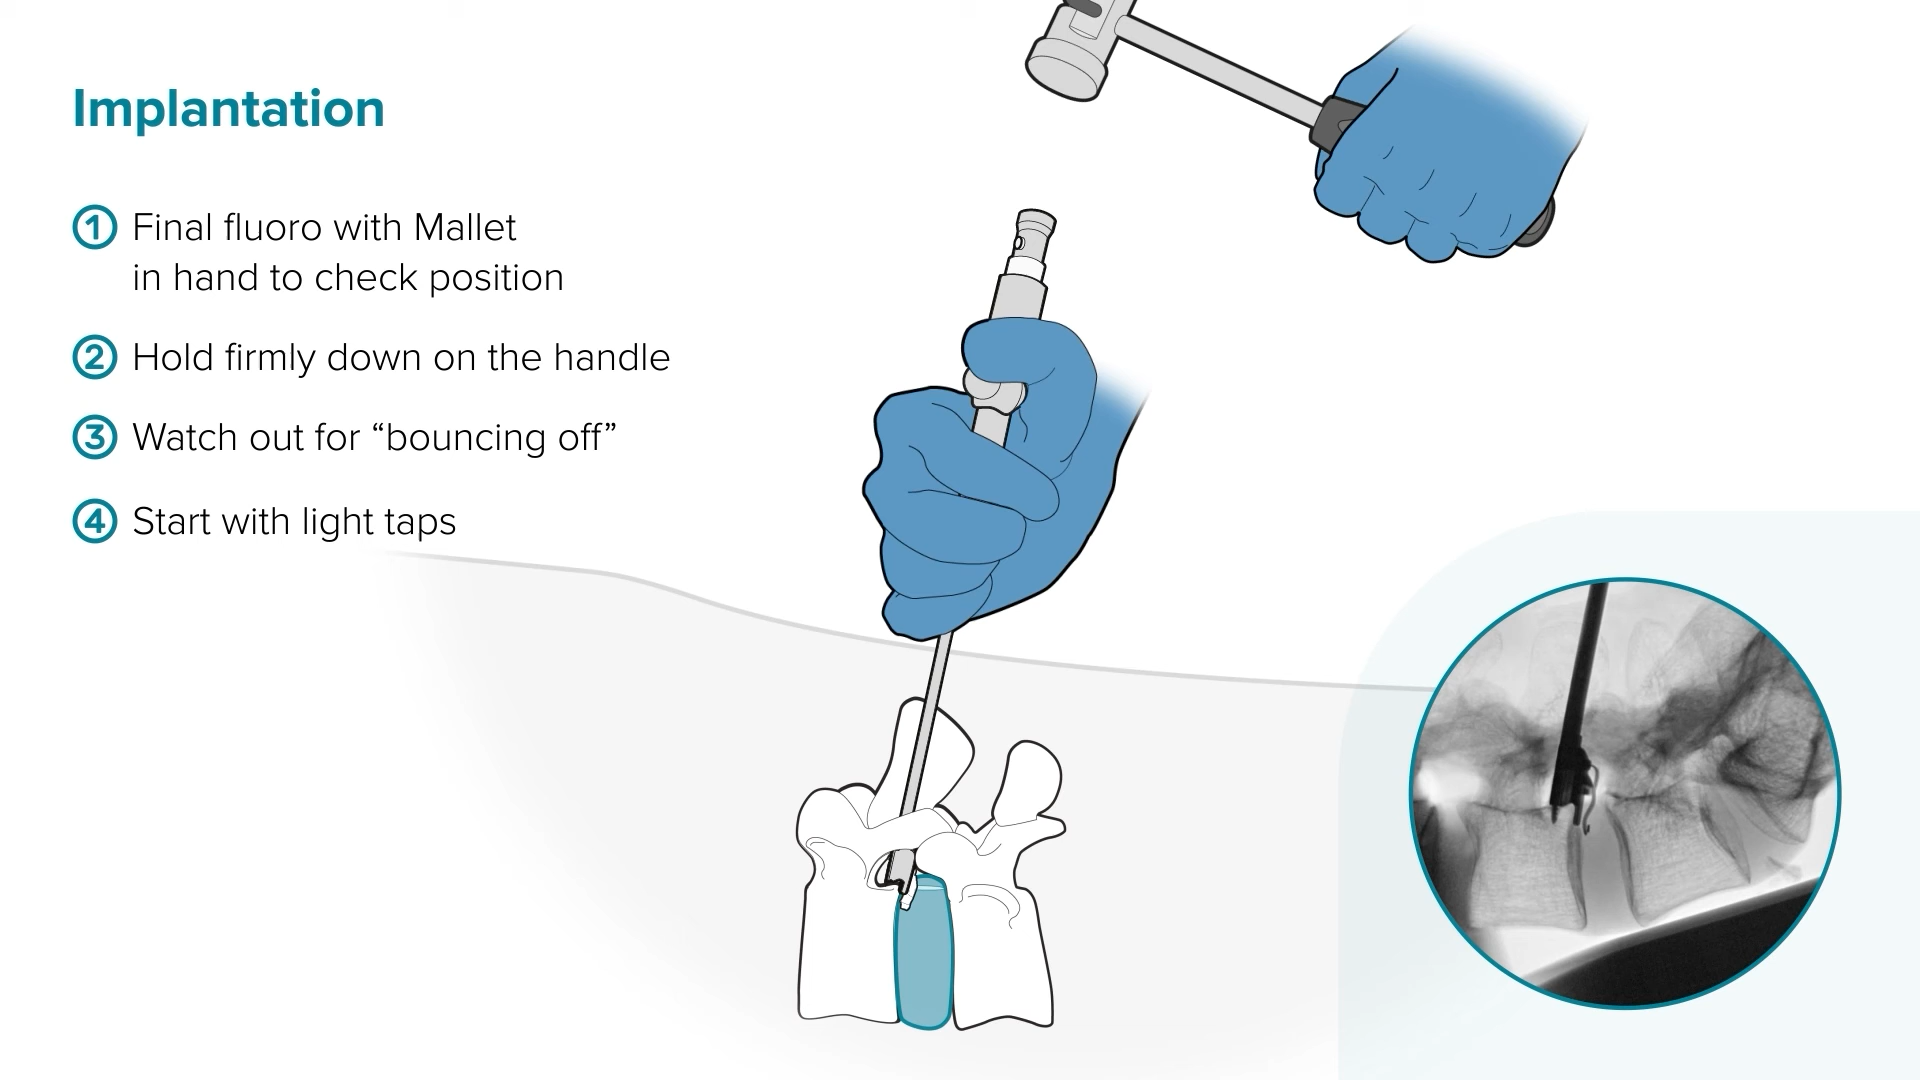 Implantation
1 Final fluoro with Mallet
in hand to check position
2 Hold firmly down on the handle
3 Watch out for “bouncing off”
4 Start with light taps